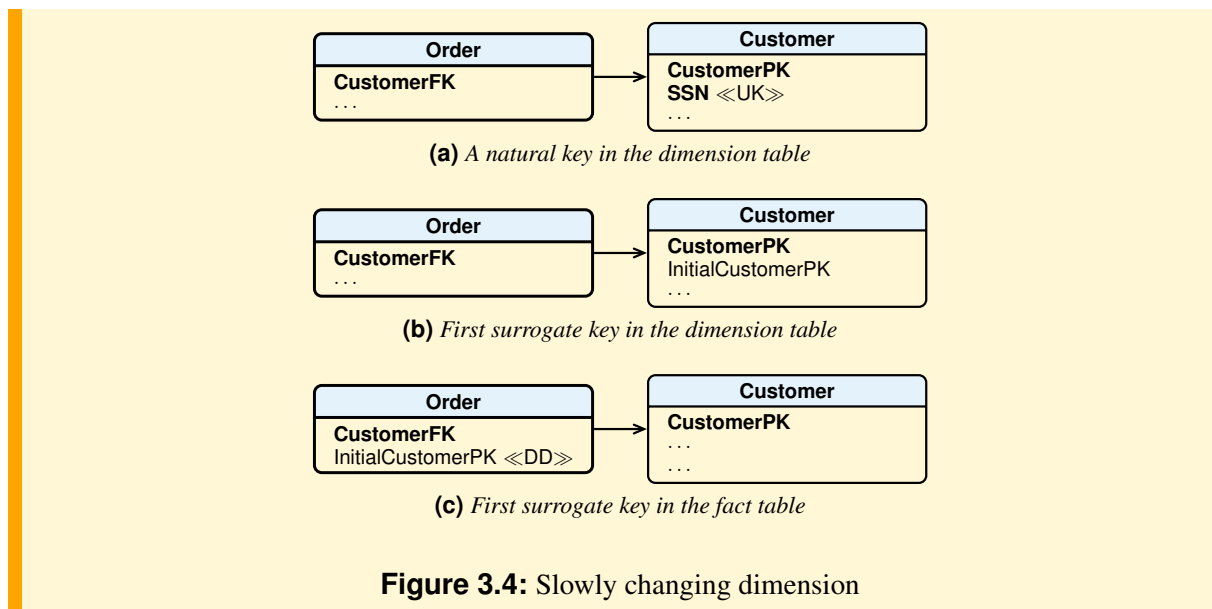 Order
CustomerFK
. . .
Customer
CustomerPK
SSN ≪UK≫
. . .
(a) A natural key in the dimension table
Order
CustomerFK
. . .
Customer
CustomerPK
InitialCustomerPK
. . .
(b) First surrogate key in the dimension table
Order
CustomerFK
InitialCustomerPK ≪DD≫
Customer
CustomerPK
. . .
. . .
(c) First surrogate key in the fact table
Figure 3.4: Slowly changing dimension